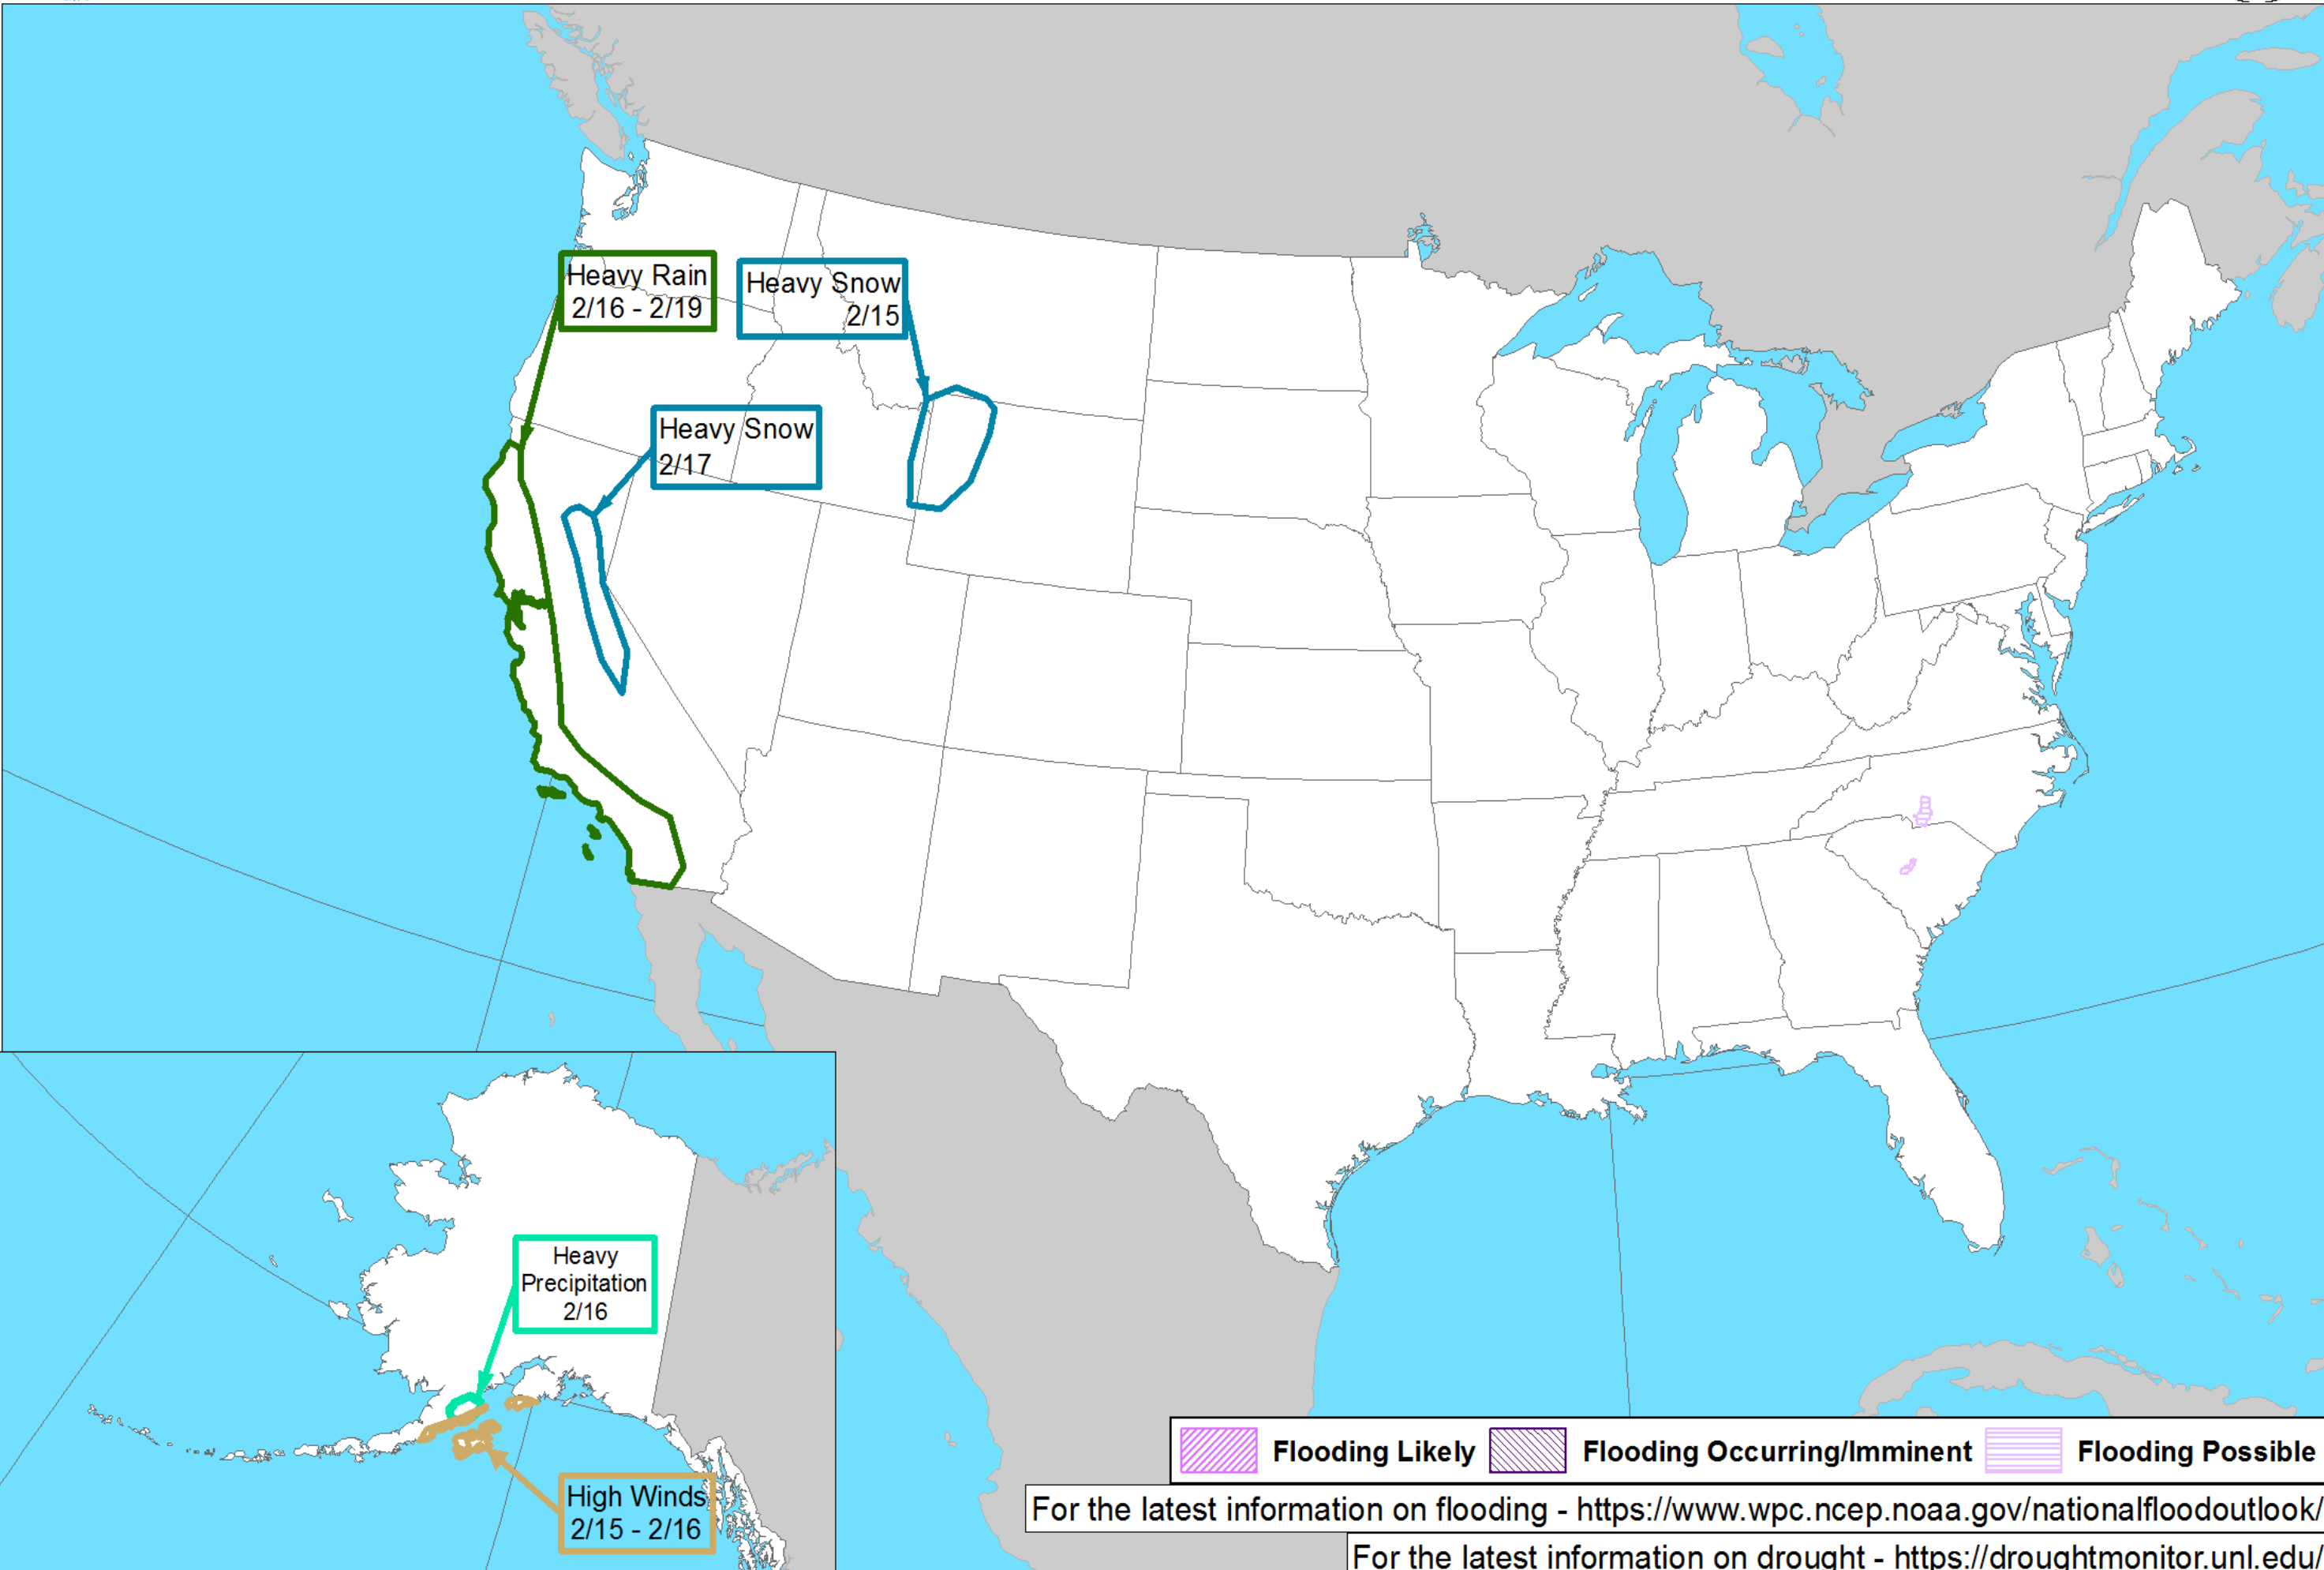 Heavy Rain
2/16 - 2/19
Heavy Snow
2/15
Heavy Snow
2/17
Heavy
Precipitation
2/16
High Winds
2/15 - 2/16
Flooding Likely
Flooding Occurring/Imminent
Flooding Possible
For the latest information on flooding - https://www.wpc.ncep.noaa.gov/nationalfloodoutlook/
For the latest information on drought - https://droughtmonitor.unl.edu/